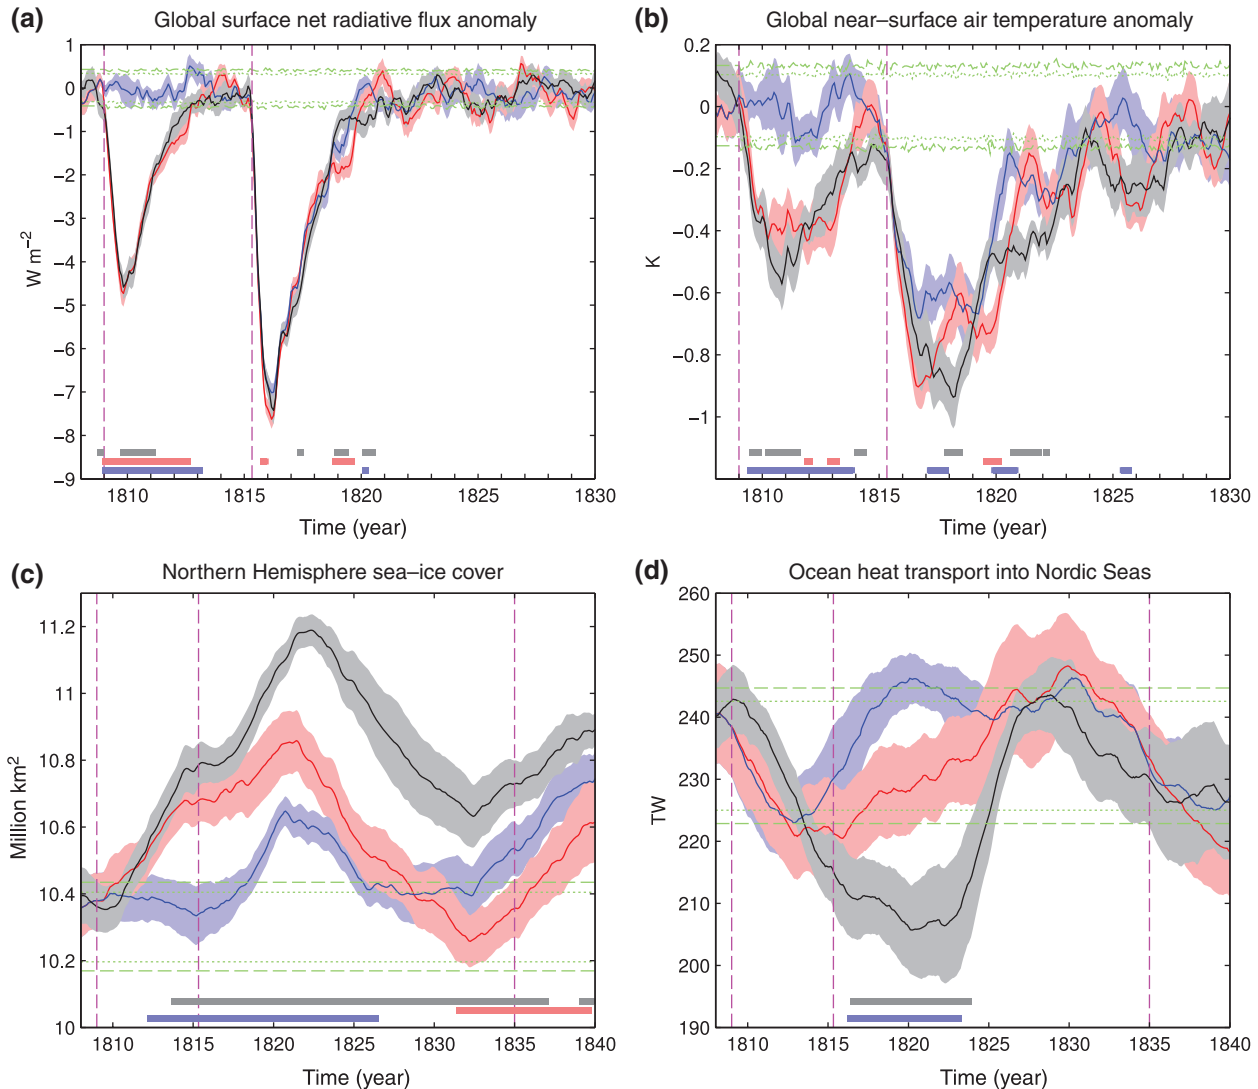 (a) Global surface net radiative flux anomaly
1
0
−1
−2
−3
−4
−5
−6
−7
−8
−9
W m−2
1810 1815 1820 1825 1830
Time (year)
(b) Global near–surface air temperature anomaly
0.2
0
−0.2
−0.4
−0.6
−0.8
−1
K
1810 1815 1820 1825 1830
Time (year)
(c) Northern Hemisphere sea–ice cover
11.2
11
10.8
10.6
10.4
10.2
10
Million km2
1810 1815 1820 1825 1830 1835 1840
Time (year)
(d) Ocean heat transport into Nordic Seas
260
250
240
230
220
210
200
190
TW
1810 1815 1820 1825 1830 1835 1840
Time (year)